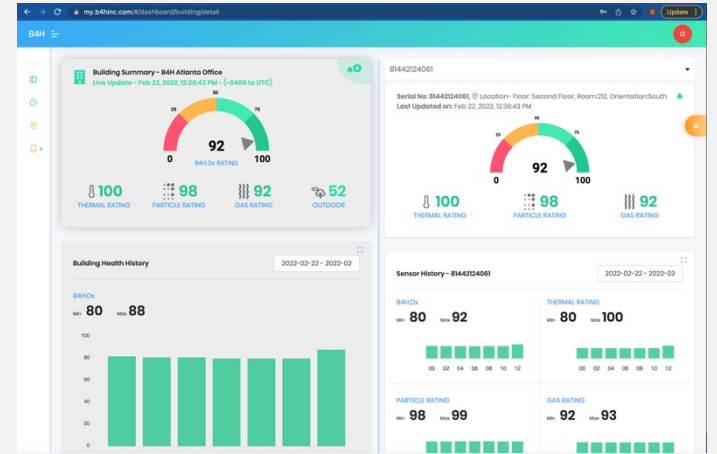 my.b4hinc.com/#/dashboard/building/detail
Update
B4H
O
Building Summary - B4H Atlanta Office
Live Update - Feb 22, 2022, 12:36:43 PM - (-0400 to UTC)
0
25
50
75
100
92
B4H.Dx RATING
100
THERMAL RATING
98
PARTICLE RATING
92
GAS RATING
52
OUTDOOR
81442124061
Serial No: 81442124061, Location- Floor: Second Floor, Room:212, Orientation:South
Last Updated on: Feb 22, 2022, 12:36:43 PM
0
25
50
75
100
92
100
THERMAL RATING
98
PARTICLE RATING
92
GAS RATING
Building Health History
2022-02-22 - 2022-02
B4H.Dx
Min 80 Max 88
100
80
60
40
20
0
Sensor History - 81442124061
2022-02-22 - 2022-02
B4H.Dx
Min 80 Max 92
00 02 04 06 08 10 12
THERMAL RATING
Min 80 Max 100
00 02 04 06 08 10 12
PARTICLE RATING
Min 98 Max 99
GAS RATING
Min 92 Max 93